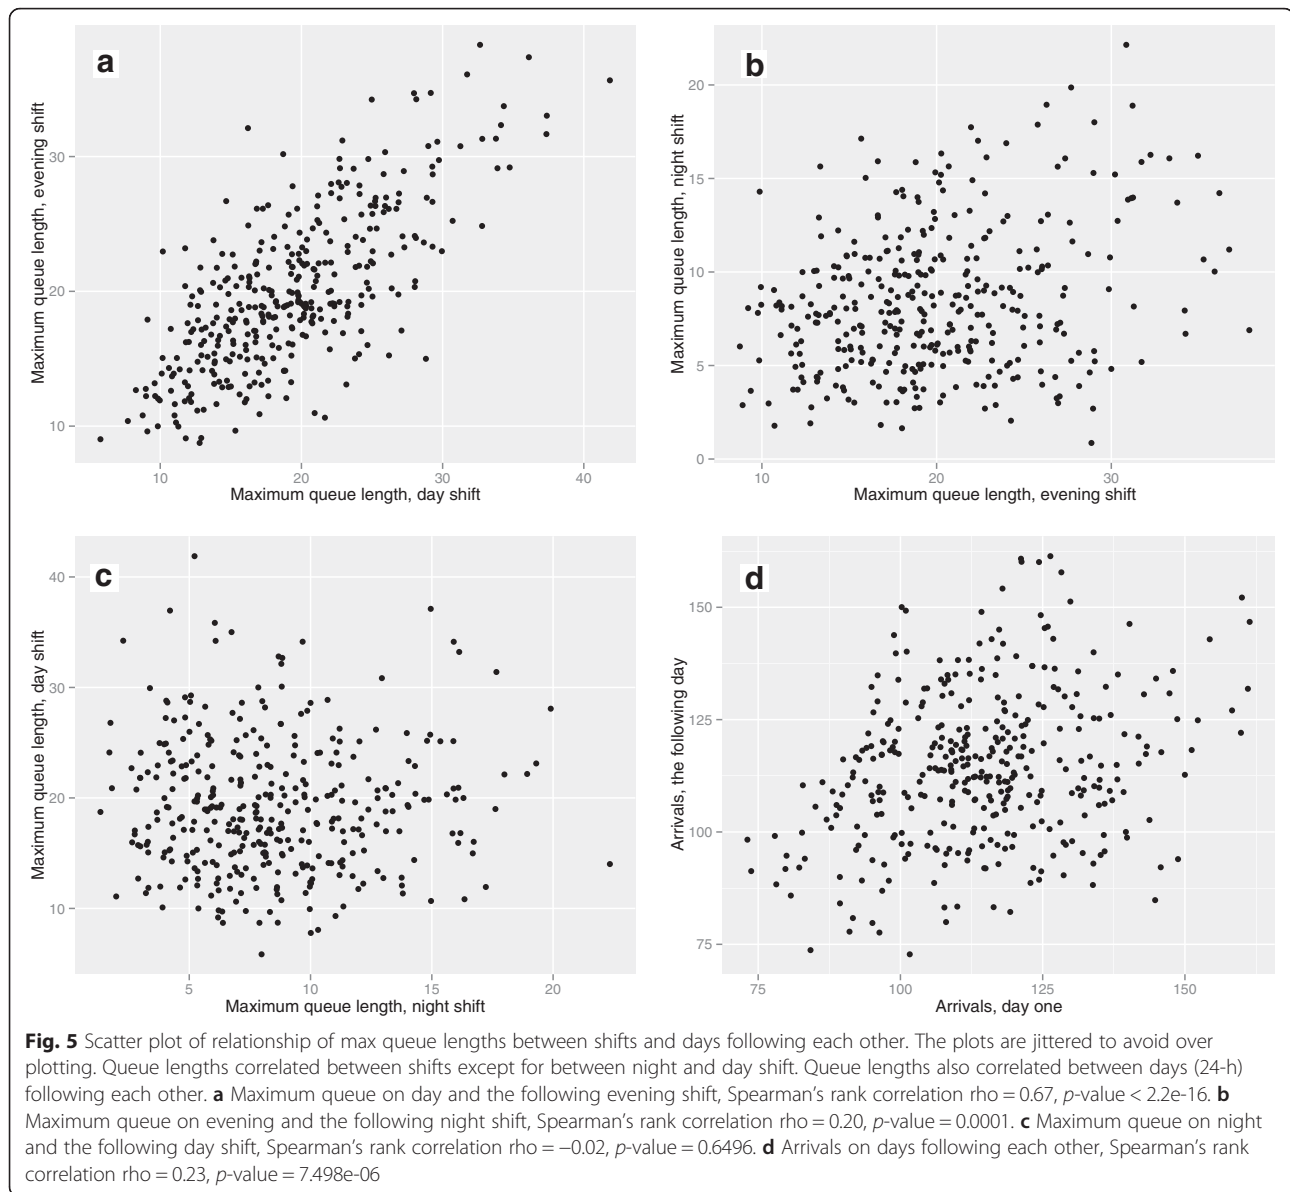 a
Maximum queue length, evening shift
30
20
10
10 20 30 40
Maximum queue length, day shift
b
Maximum queue length, night shift
20
15
10
5
0
10 20 30
Maximum queue length, evening shift
c
Maximum queue length, day shift
40
30
20
10
5 10 15 20
Maximum queue length, night shift
d
Arrivals, the following day
150
125
100
75
75 100 125 150
Arrivals, day one
Fig. 5 Scatter plot of relationship of max queue lengths between shifts and days following each other. The plots are jittered to avoid over
plotting. Queue lengths correlated between shifts except for between night and day shift. Queue lengths also correlated between days (24-h)
following each other. a Maximum queue on day and the following evening shift, Spearman's rank correlation rho = 0.67, p-value < 2.2e-16. b
Maximum queue on evening and the following night shift, Spearman's rank correlation rho = 0.20, p-value = 0.0001. c Maximum queue on night
and the following day shift, Spearman's rank correlation rho = −0.02, p-value = 0.6496. d Arrivals on days following each other, Spearman's rank
correlation rho = 0.23, p-value = 7.498e-06